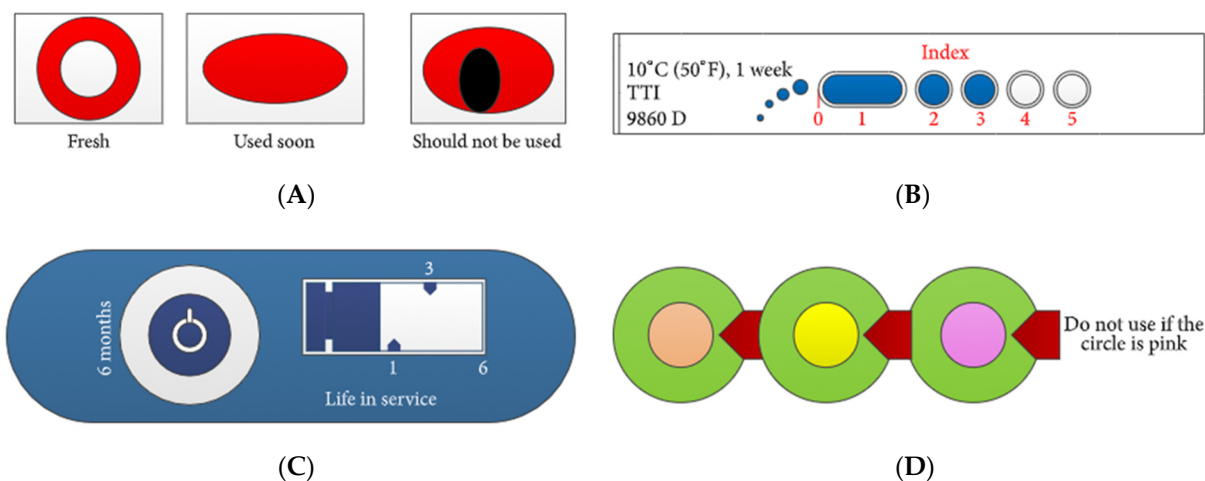 Fresh
Used soon
Should not be used
(A)
Index
10°C (50°F), 1 week
TTI
9860 D
0 1 2 3 4 5
(B)
6 months
3
1 6
Life in service
(C)
Do not use if the
circle is pink
(D)